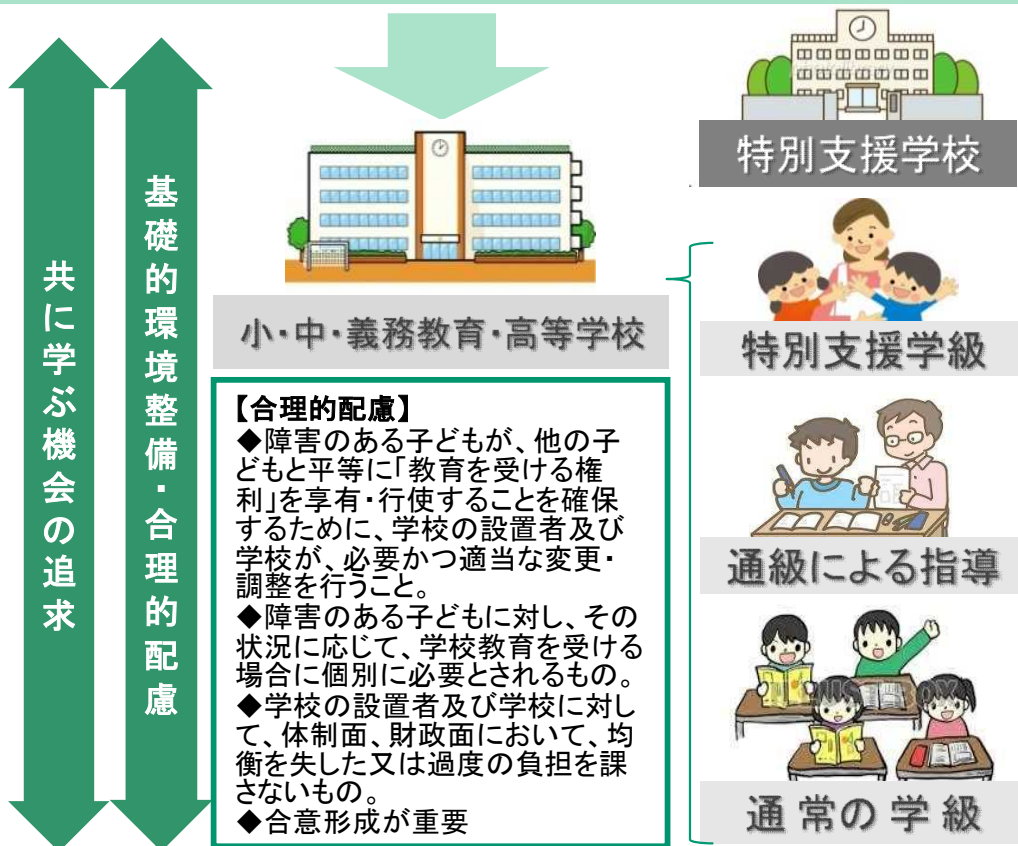 共に学ぶ機会の追求
基礎的環境整備・合理的配慮
小・中・義務教育・高等学校
【合理的配慮】
◆障害のある子どもが、他の子
どもと平等に「教育を受ける権
利」を享有・行使することを確保
するために、学校の設置者及び
学校が、必要かつ適当な変更・
調整を行うこと。
◆障害のある子どもに対し、その
状況に応じて、学校教育を受ける
場合に個別に必要とされるもの。
◆学校の設置者及び学校に対し
て、体制面、財政面において、均
衡を失した又は過度の負担を課
さないもの。
◆合意形成が重要
特別支援学校
特別支援学級
通級による指導
通常の学級